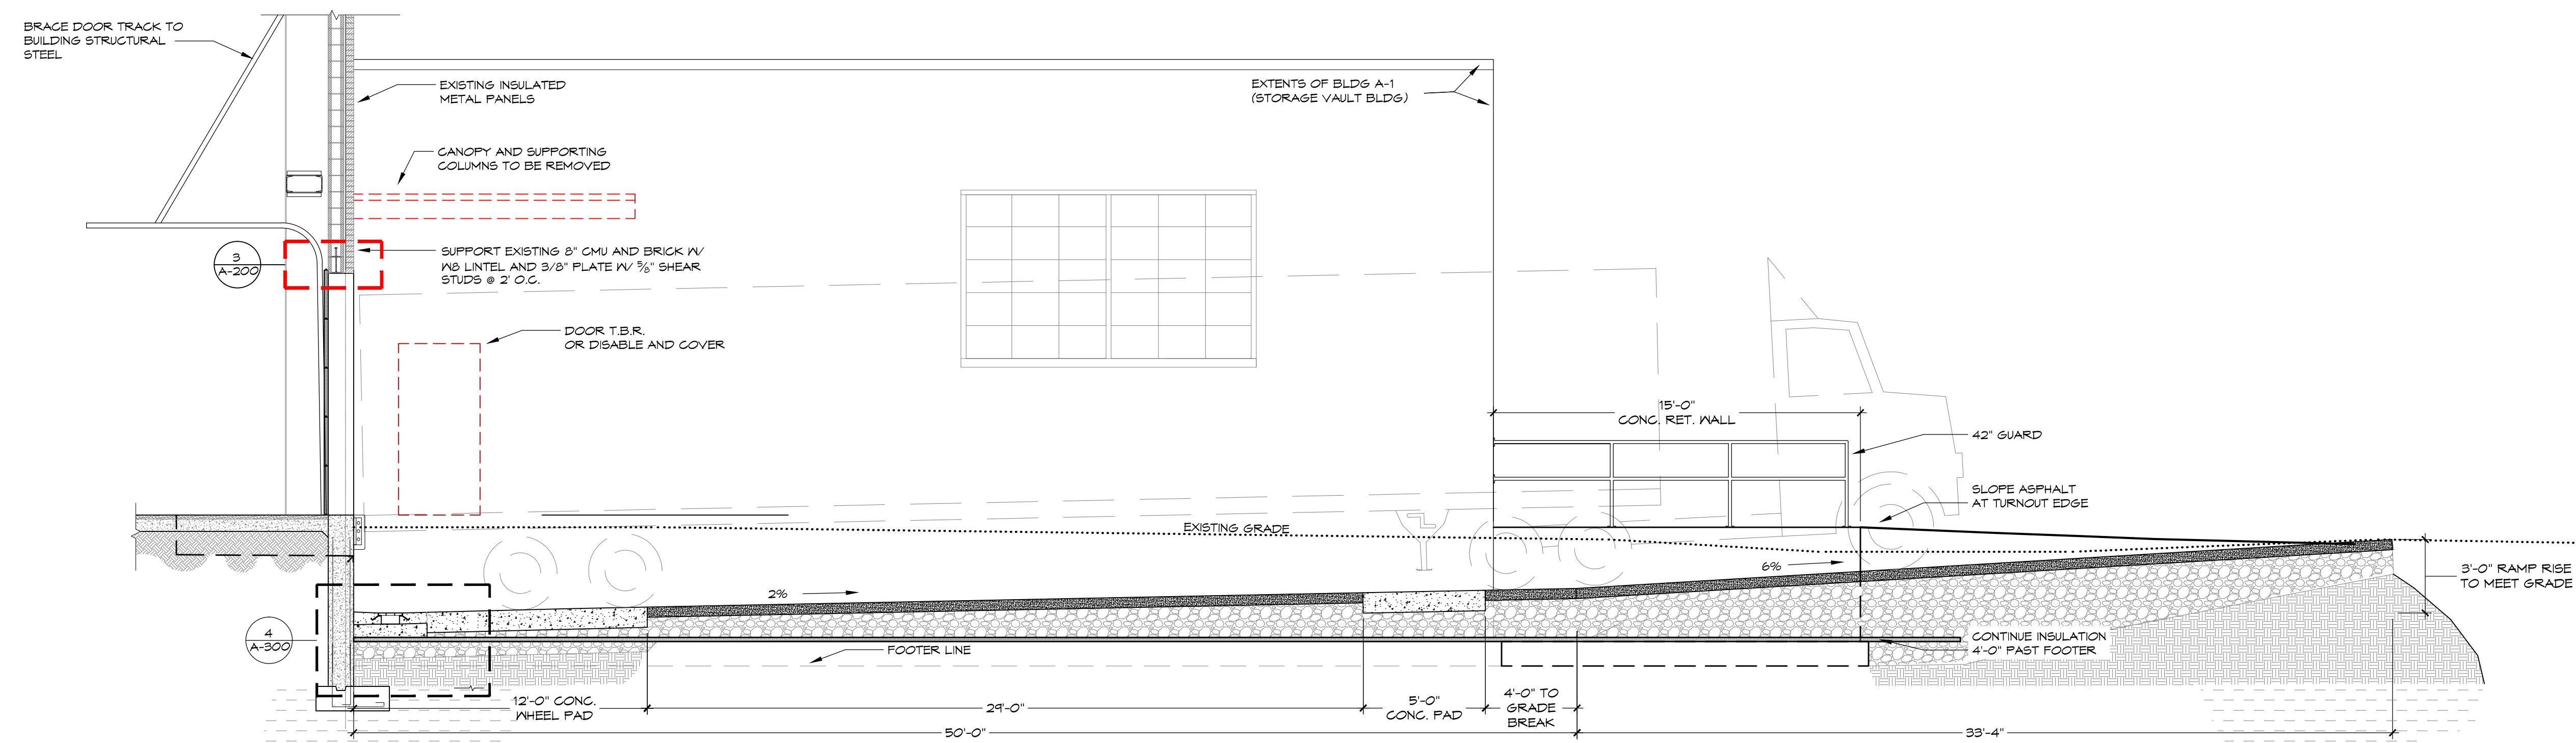 BRACE DOOR TRACK TO
BUILDING STRUCTURAL
STEEL
EXISTING INSULATED
METAL PANELS
EXTENTS OF BLDG A-1
(STORAGE VAULT BLDG)
CANOPY AND SUPPORTING
COLUMNS TO BE REMOVED
3
A-200
SUPPORT EXISTING 8" CMU AND BRICK W/
W8 LINTEL AND 3/8" PLATE W/ 5/8" SHEAR
STUDS @ 2' O.C.
DOOR T.B.R.
OR DISABLE AND COVER
15'-0"
CONC. RET. WALL
42" GUARD
SLOPE ASPHALT
AT TURNOUT EDGE
EXISTING GRADE
2%
6%
3'-0" RAMP RISE
TO MEET GRADE
4
A-300
FOOTER LINE
CONTINUE INSULATION
4'-0" PAST FOOTER
12'-0" CONC.
WHEEL PAD
29'-0"
5'-0"
CONC. PAD
4'-0" TO
GRADE
BREAK
50'-0"
33'-4"